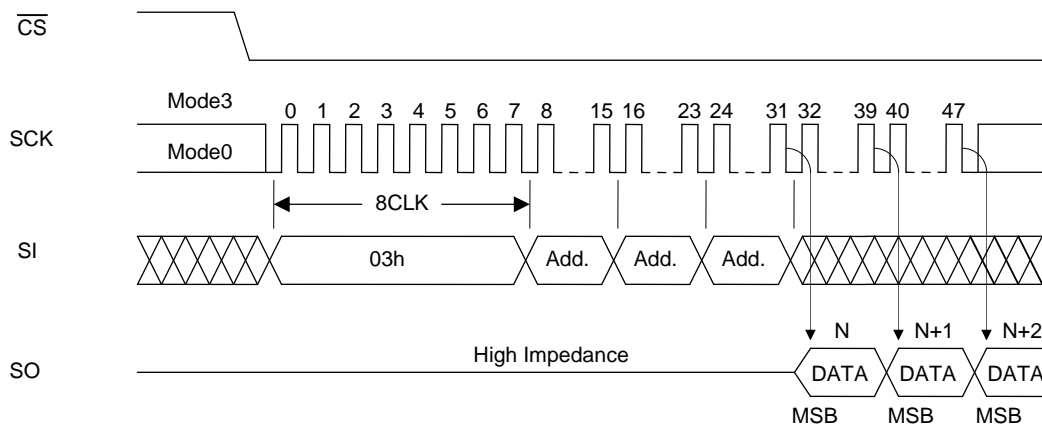 CS
Mode3
0 1 2 3 4 5 6 7 8 15 16 23 24 31 32 39 40 47
SCK
Mode0
8CLK
SI
03h Add. Add. Add.
N N+1 N+2
High Impedance
SO
DATA DATA DATA
MSB MSB MSB